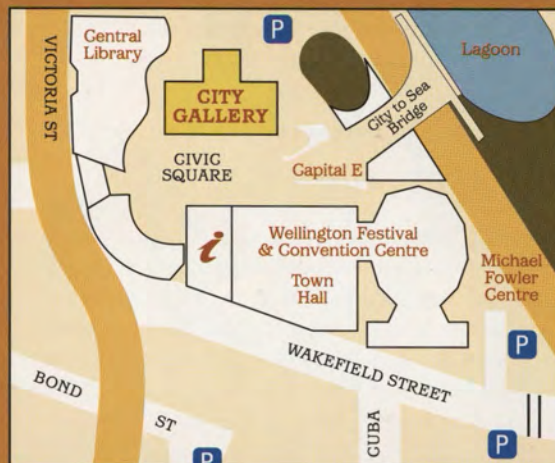 VICTORIA ST
Central
Library
P
Lagoon
CITY
GALLERY
City to Sea
Bridge
CIVIC
SQUARE
Capital E
i
Wellington Festival
& Convention Centre
Town
Hall
Michael
Fowler
Centre
P
WAKEFIELD STREET
BOND
ST
P
CUBA
P